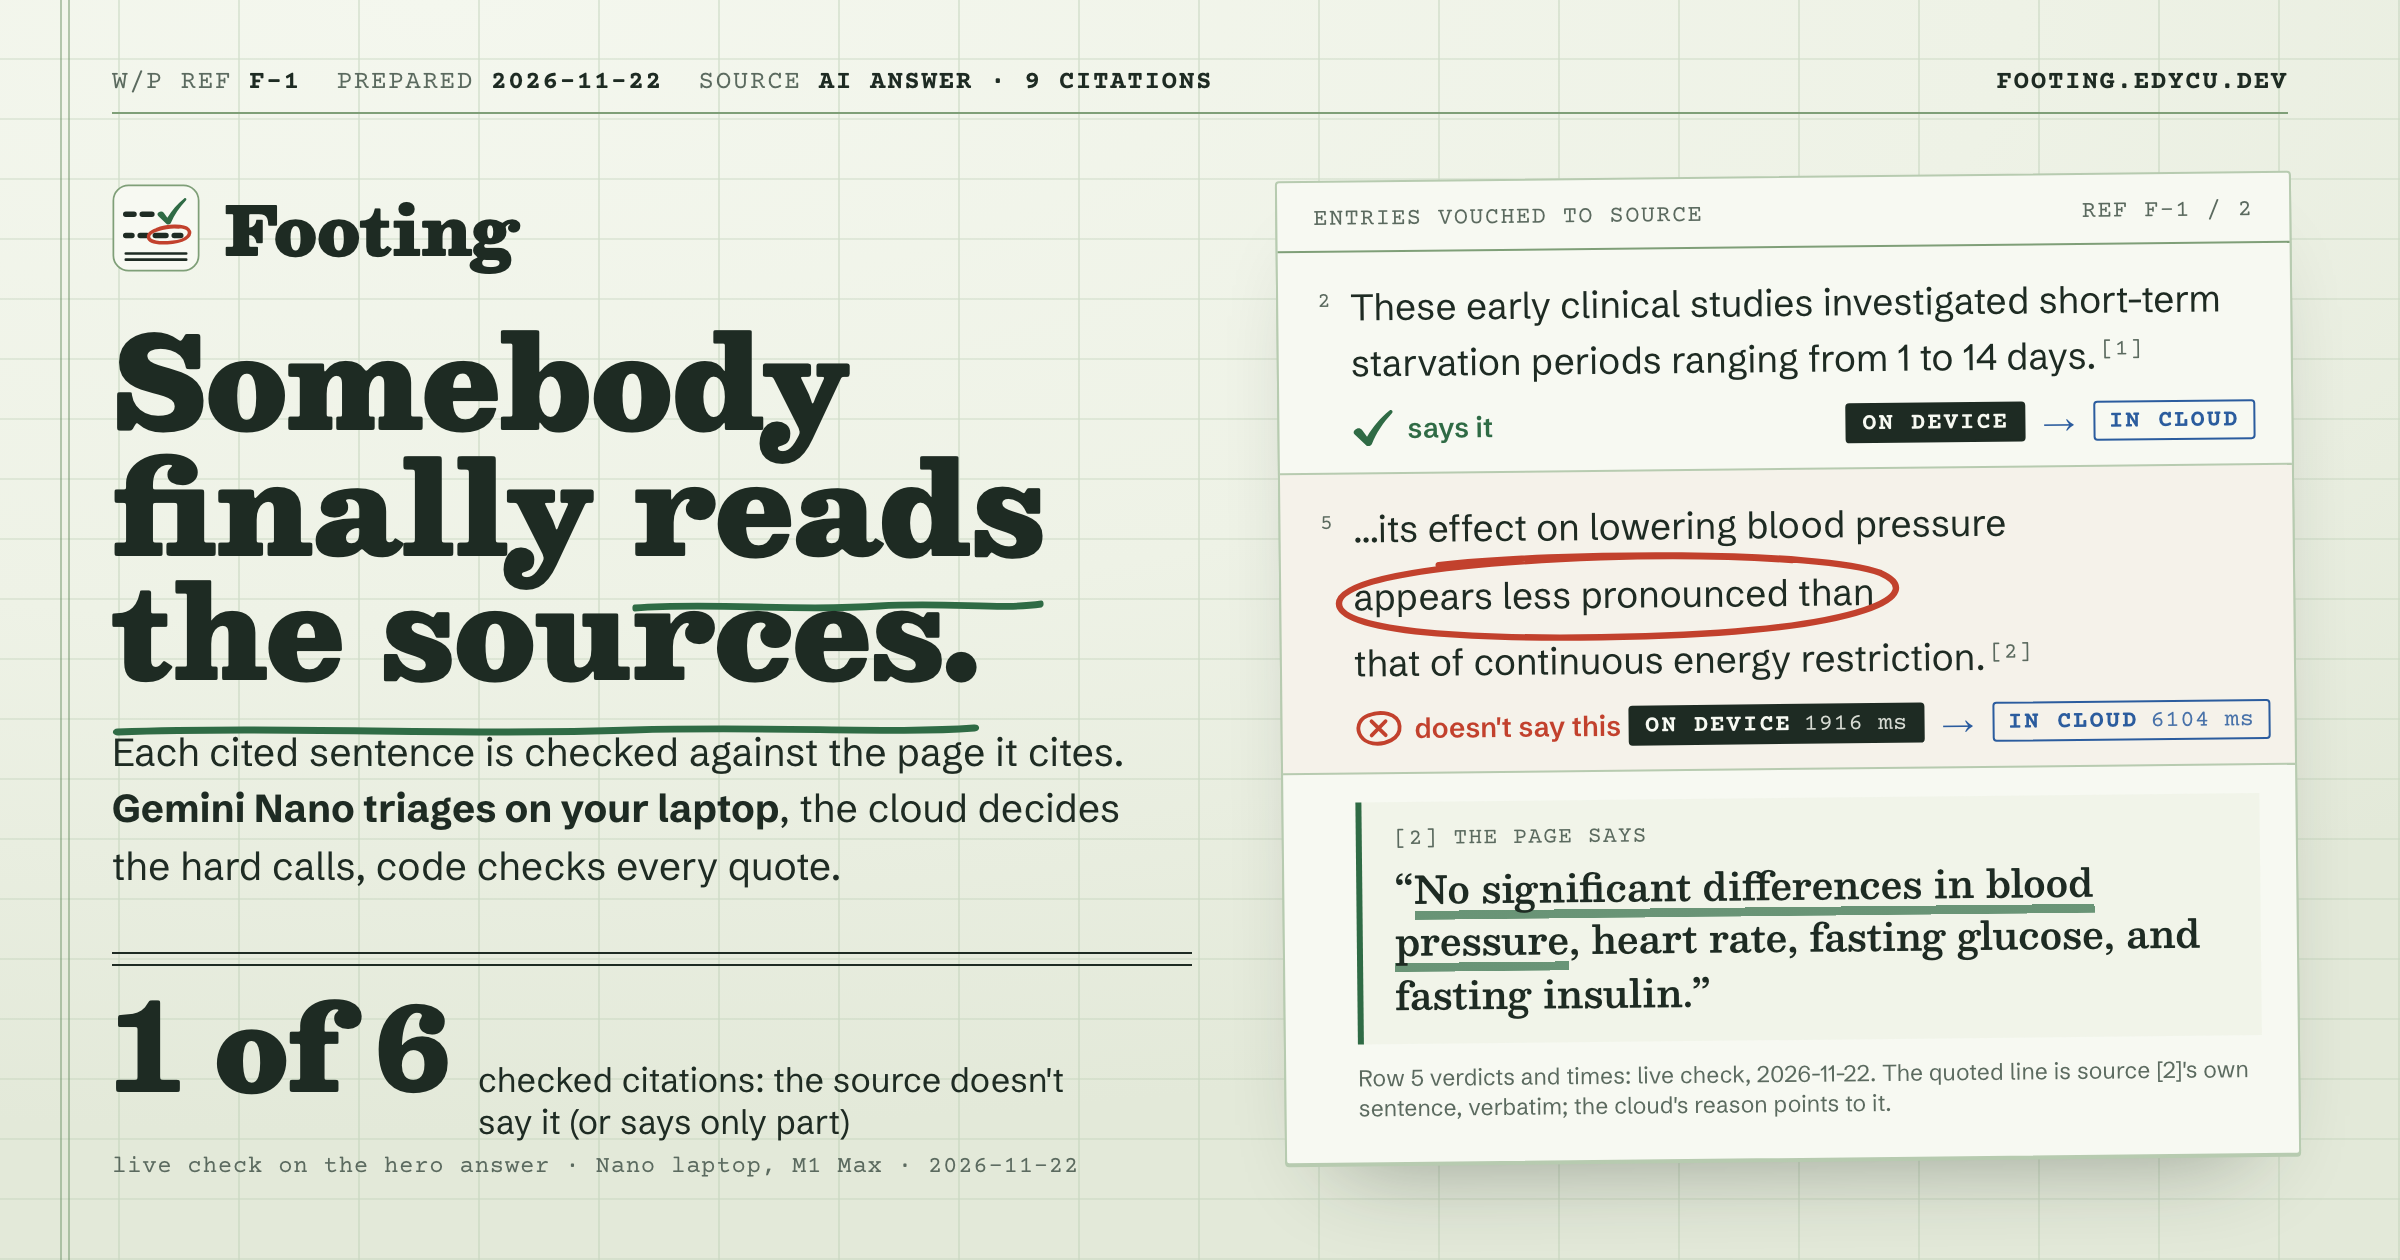 W/P REF F-1 PREPARED 2026-11-22 SOURCE AI ANSWER · 9 CITATIONS
FOOTING.EDYCU.DEV
Footing
Somebody
finally reads
the sources.
Each cited sentence is checked against the page it cites.
Gemini Nano triages on your laptop, the cloud decides
the hard calls, code checks every quote.
1 of 6
checked citations: the source doesn't
say it (or says only part)
live check on the hero answer · Nano laptop, M1 Max · 2026-11-22
ENTRIES VOUCHED TO SOURCE
REF F-1 / 2
2 These early clinical studies investigated short-term
starvation periods ranging from 1 to 14 days. [1]
says it
ON DEVICE → IN CLOUD
5 …its effect on lowering blood pressure
appears less pronounced than
that of continuous energy restriction. [2]
doesn't say this ON DEVICE 1916 ms → IN CLOUD 6104 ms
[2] THE PAGE SAYS
“No significant differences in blood
pressure, heart rate, fasting glucose, and
fasting insulin.”
Row 5 verdicts and times: live check, 2026-11-22. The quoted line is source [2]'s own
sentence, verbatim; the cloud's reason points to it.